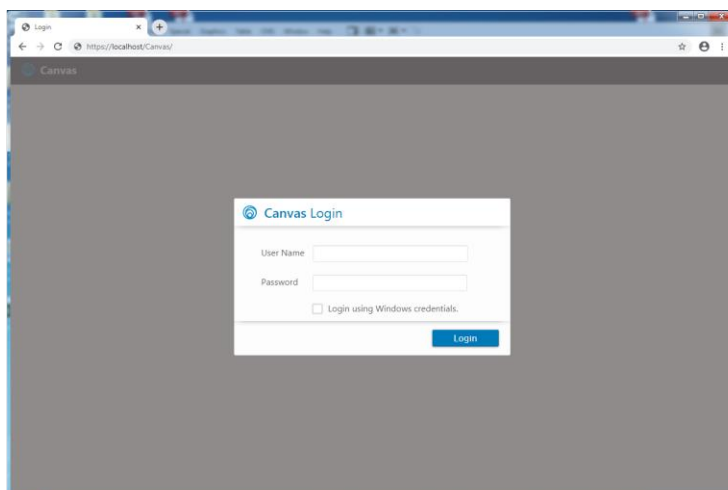 Login
https://localhost/Canvas/
Canvas
Canvas Login
User Name
Password
Login using Windows credentials.
Login